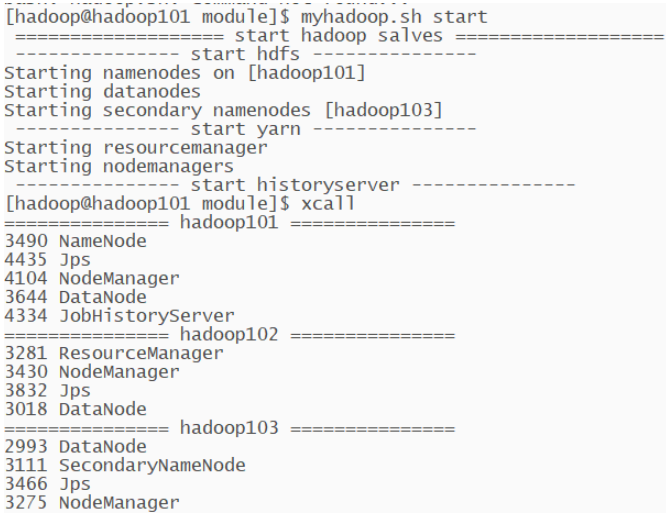 [hadoop@hadoop101 module]$ myhadoop.sh start
=================== start hadoop salves ===================
--------------- start hdfs ---------------
Starting namenodes on [hadoop101]
Starting datanodes
Starting secondary namenodes [hadoop103]
--------------- start yarn ---------------
Starting resourcemanager
Starting nodemanagers
--------------- start historyserver ---------------
[hadoop@hadoop101 module]$ xcall
=============== hadoop101 ===============
3490 NameNode
4435 Jps
4104 NodeManager
3644 DataNode
4334 JobHistoryServer
=============== hadoop102 ===============
3281 ResourceManager
3430 NodeManager
3832 Jps
3018 DataNode
=============== hadoop103 ===============
2993 DataNode
3111 SecondaryNameNode
3466 Jps
3275 NodeManager